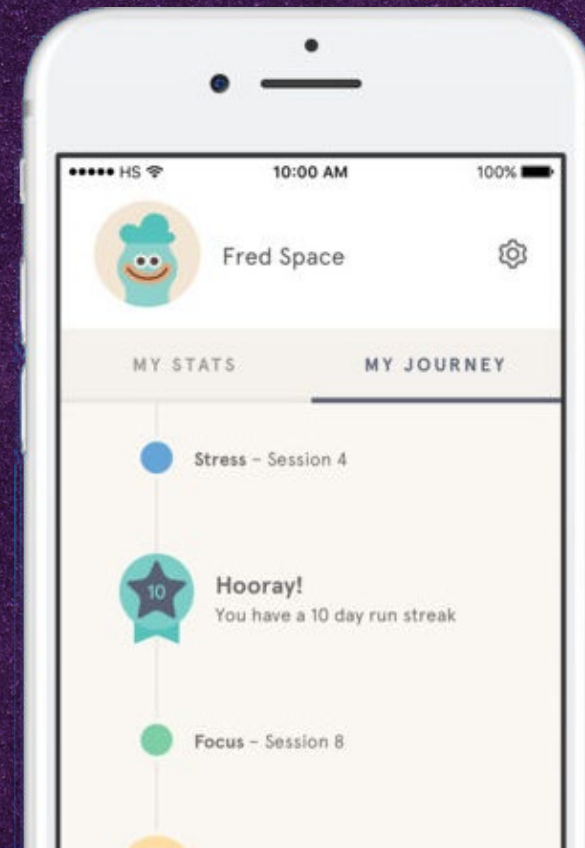 HS 10:00 AM 100%
Fred Space
MY STATS MY JOURNEY
Stress – Session 4
10
Hooray!
You have a 10 day run streak
Focus – Session 8